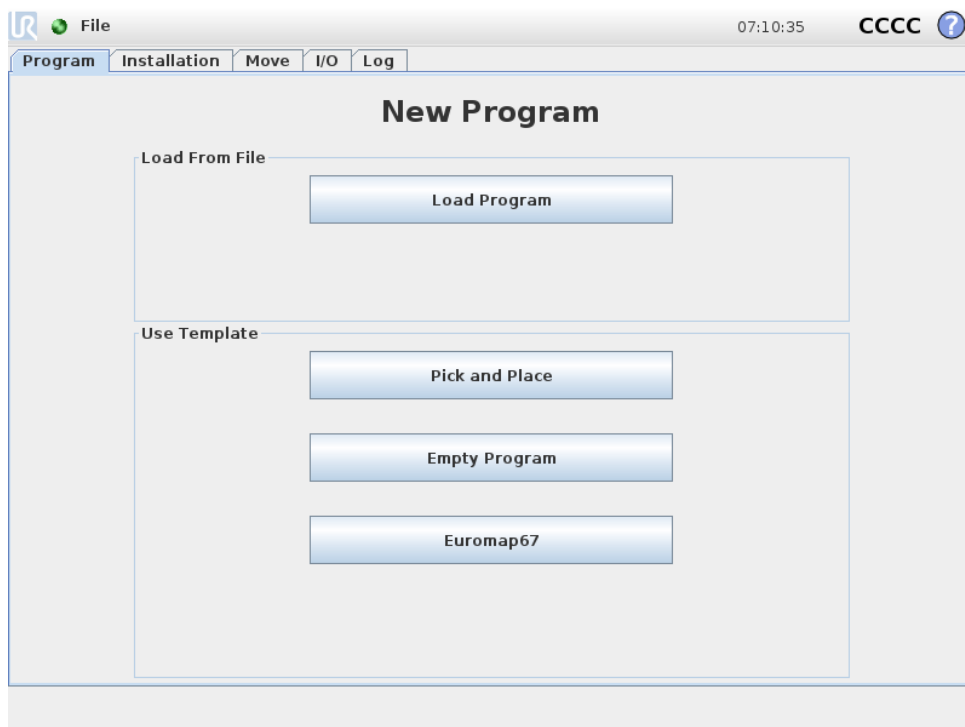 UR File 07:10:35 CCCC ?
Program Installation Move I/O Log
New Program
Load From File
Load Program
Use Template
Pick and Place
Empty Program
Euromap67